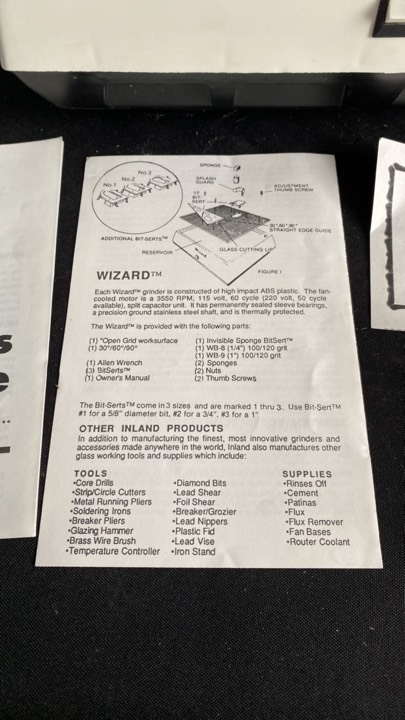 SPONGE
No.3
No.2
No.1
SPLASH
GUARD
ADJUSTMENT
THUMB SCREW
BIT-
SERT
STRAIGHT EDGE GUIDE
ADDITIONAL BIT-SERTS™
RESERVOIR
GLASS CUTTING
FIGURE 1
WIZARD™
Each Wizard™ grinder is constructed of high impact ABS plastic. The fan-
cooled motor is a 3550 RPM, 115 volt, 60 cycle (220 volt, 50 cycle
available), split capacitor unit. It has permanently sealed sleeve bearings,
a precision ground stainless steel shaft, and is thermally protected.
The Wizard™ is provided with the following parts:
(1) "Open Grid worksurface
(1) 30°/60°/90°
(1) Allen Wrench
(3) BitSerts™
(1) Owner's Manual
(1) Invisible Sponge BitSert™
(1) WB-8 (1/4") 100/120 grit
(1) WB-9 (1") 100/120 grit
(2) Sponges
(2) Nuts
(2) Thumb Screws
The Bit-Serts™ come in 3 sizes and are marked 1 thru 3. Use Bit-Sert™
#1 for a 5/8" diameter bit, #2 for a 3/4", #3 for a 1"
OTHER INLAND PRODUCTS
In addition to manufacturing the finest, most innovative grinders and
accessories made anywhere in the world, Inland also manufactures other
glass working tools and supplies which include:
TOOLS
•Core Drills
•Strip/Circle Cutters
•Metal Running Pliers
•Soldering Irons
•Breaker Pliers
•Glazing Hammer
•Brass Wire Brush
•Temperature Controller
•Diamond Bits
•Lead Shear
•Foil Shear
•Breaker/Grozier
•Lead Nippers
•Plastic Fid
•Lead Vise
•Iron Stand
SUPPLIES
•Rinses Off
•Cement
•Patinas
•Flux
•Flux Remover
•Fan Bases
•Router Coolant